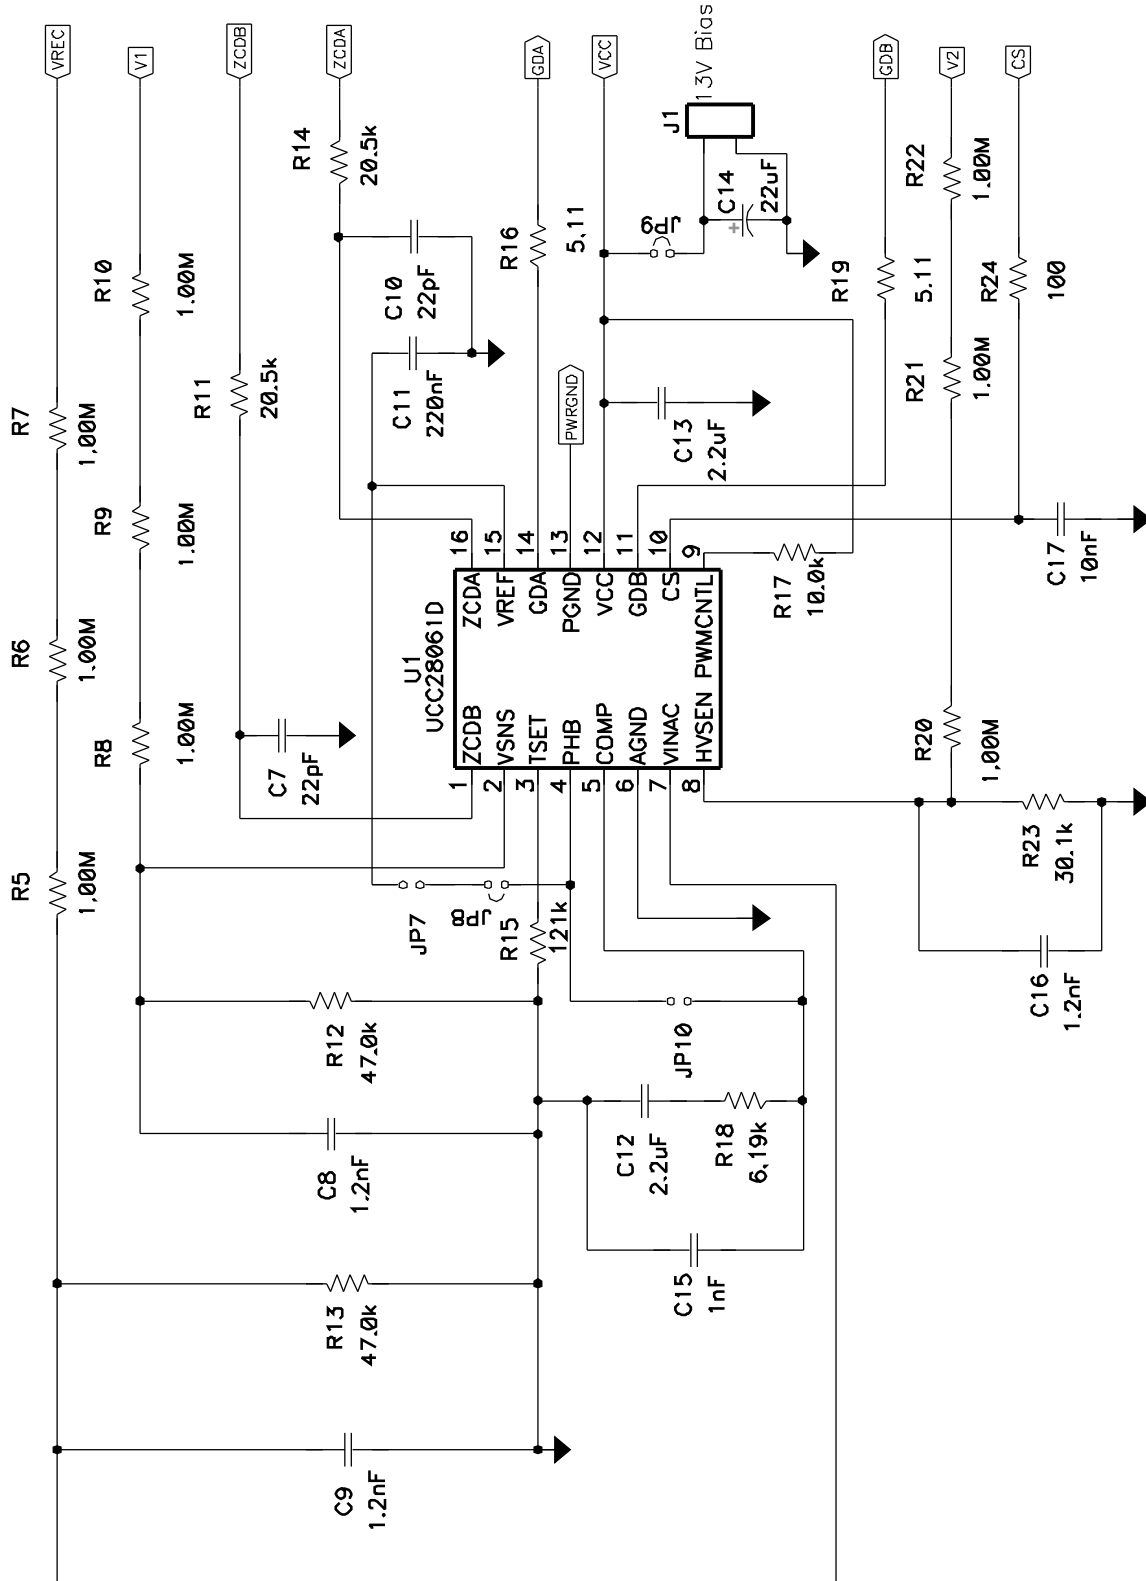 VREC
V1
ZCDB
ZCDA
GDA
VCC
13V Bias
J1
GDB
V2
CS
R14
20.5k
C14
22uF
+
R22
1.00M
R10
1.00M
C10
22pF
R16
5.11
JP6
R19
5.11
R24
100
R7
1.00M
R11
20.5k
C11
220nF
PWRGND
C13
2.2uF
R21
1.00M
R9
1.00M
R17
10.0k
C17
10nF
16
15
14
13
12
11
10
9
ZCDA
VREF
GDA
PGND
VCC
GDB
CS
PWMCNTL
U1
UCC28061D
ZCDB
VSNS
TSET
PHB
COMP
AGND
VINAC
HVSEN
1
2
3
4
5
6
7
8
R6
1.00M
R8
1.00M
C7
22pF
R20
1.00M
R5
1.00M
JP7
JP8
R15
121k
R23
30.1k
R12
47.0k
JP10
C16
1.2nF
C8
1.2nF
C12
2.2uF
R18
6.19k
R13
47.0k
C15
1nF
C9
1.2nF